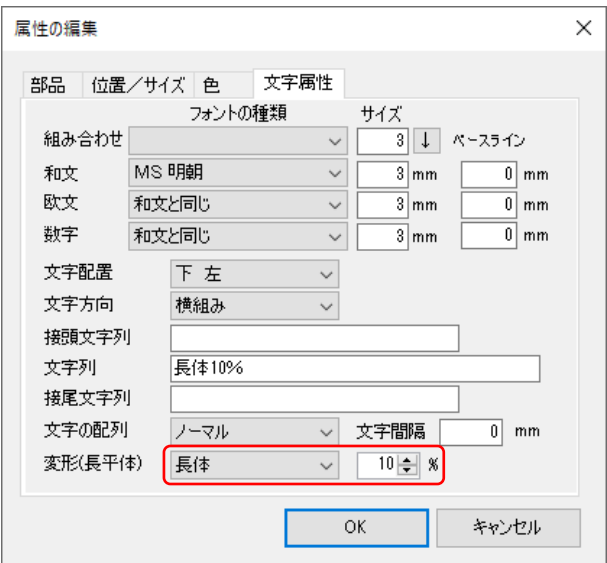 属性の編集
部品 位置／サイズ 色 文字属性
フォントの種類 サイズ
組み合わせ 3 ↓ ベースライン
和文 MS 明朝 3 mm 0 mm
欧文 和文と同じ 3 mm 0 mm
数字 和文と同じ 3 mm 0 mm
文字配置 下 左
文字方向 横組み
接頭文字列
文字列 長体10%
接尾文字列
文字の配列 ノーマル 文字間隔 0 mm
変形(長平体) 長体 10 %
OK キャンセル